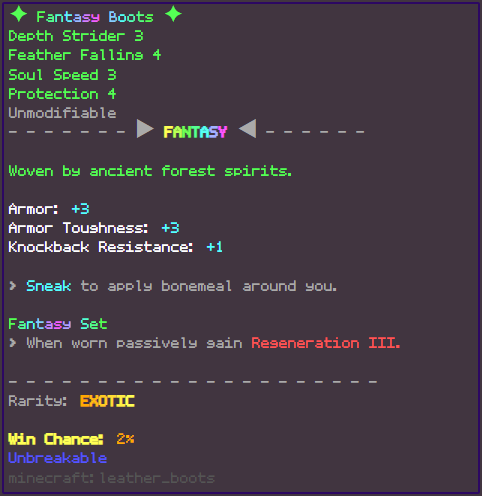 ✦ Fantasy Boots ✦
Depth Strider 3
Feather Falling 4
Soul Speed 3
Protection 4
Unmodifiable
- - - - - - - ▶ FANTASY ◀ - - - - - -
Woven by ancient forest spirits.
Armor: +3
Armor Toughness: +3
Knockback Resistance: +1
> Sneak to apply bonemeal around you.
Fantasy Set
> When worn passively gain Regeneration III.
- - - - - - - - - - - - - - - - - - - - -
Rarity: EXOTIC
Win Chance: 2%
Unbreakable
minecraft:leather_boots